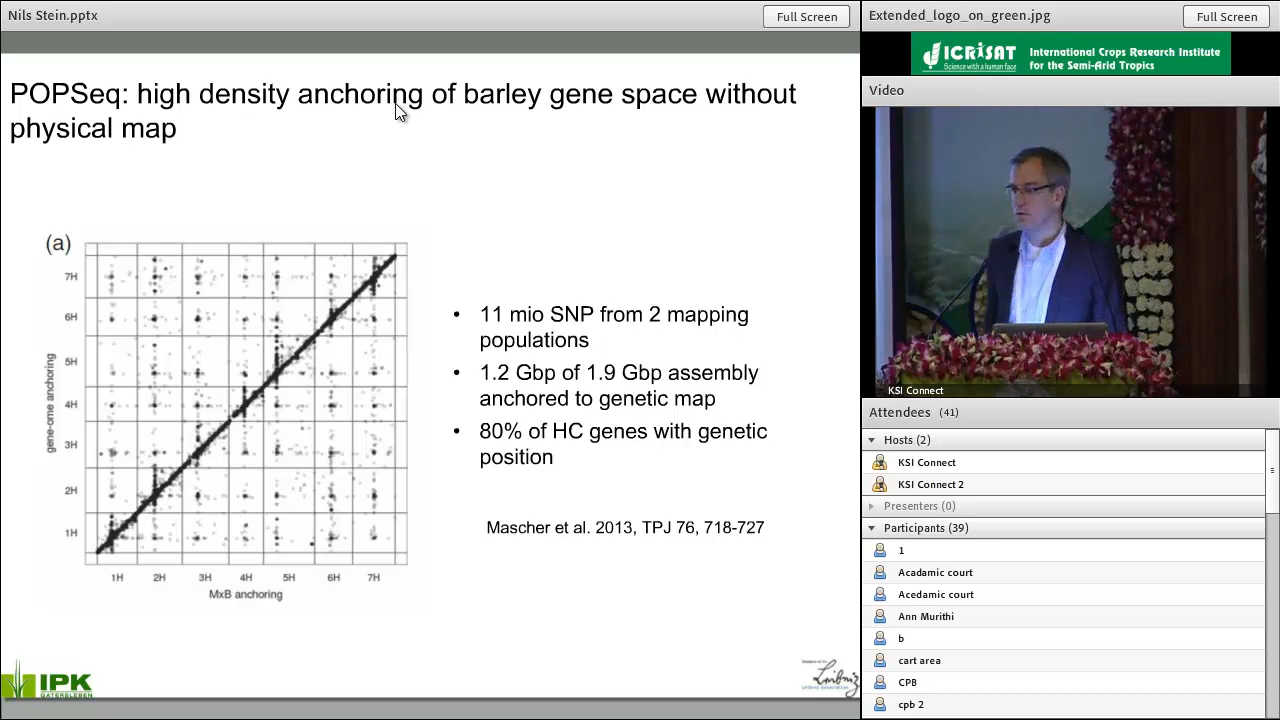 Nils Stein.pptx
Full Screen
POPSeq: high density anchoring of barley gene space without
physical map
(a)
7H
6H
5H
4H
3H
2H
1H
gene-ome anchoring
1H 2H 3H 4H 5H 6H 7H
MxB anchoring
• 11 mio SNP from 2 mapping
populations
• 1.2 Gbp of 1.9 Gbp assembly
anchored to genetic map
• 80% of HC genes with genetic
position
Mascher et al. 2013, TPJ 76, 718-727
IPK
GATERSLEBEN
Leibniz
Extended_logo_on_green.jpg
Full Screen
ICRISAT
Science with a human face
International Crops Research Institute
for the Semi-Arid Tropics
Video
KSI Connect
Attendees (41)
Hosts (2)
KSI Connect
KSI Connect 2
Presenters (0)
Participants (39)
1
Acadamic court
Acedamic court
Ann Murithi
b
cart area
CPB
cpb 2